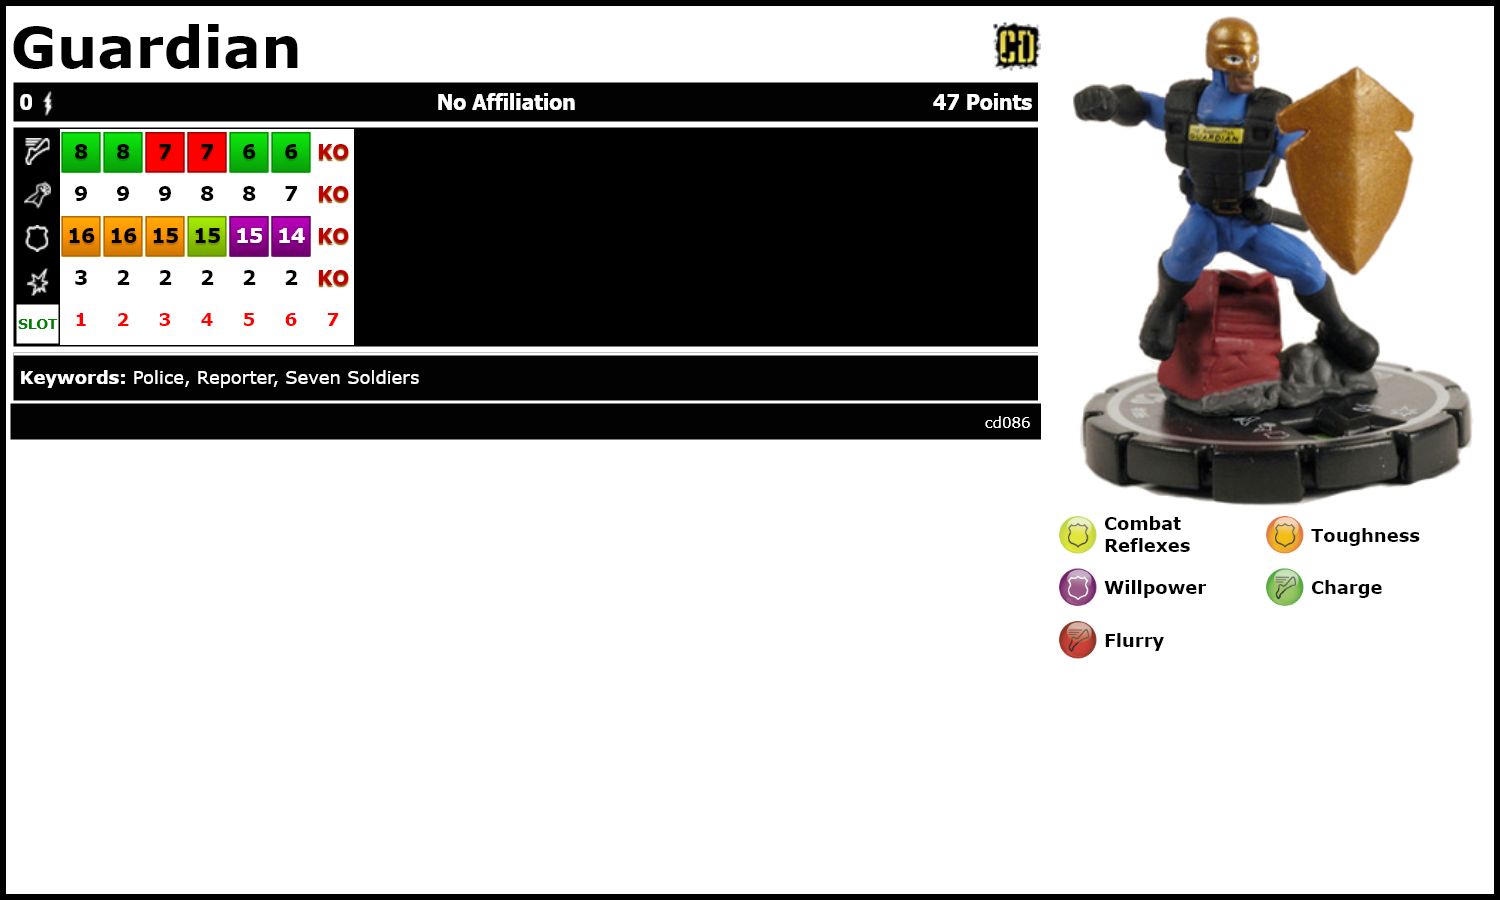 Guardian
CD
0 No Affiliation 47 Points
8 8 7 7 6 6 KO
9 9 9 8 8 7 KO
16 16 15 15 15 14 KO
3 2 2 2 2 2 KO
SLOT 1 2 3 4 5 6 7
Keywords: Police, Reporter, Seven Soldiers
cd086
GUARDIAN
Combat
Reflexes
Toughness
Willpower
Charge
Flurry